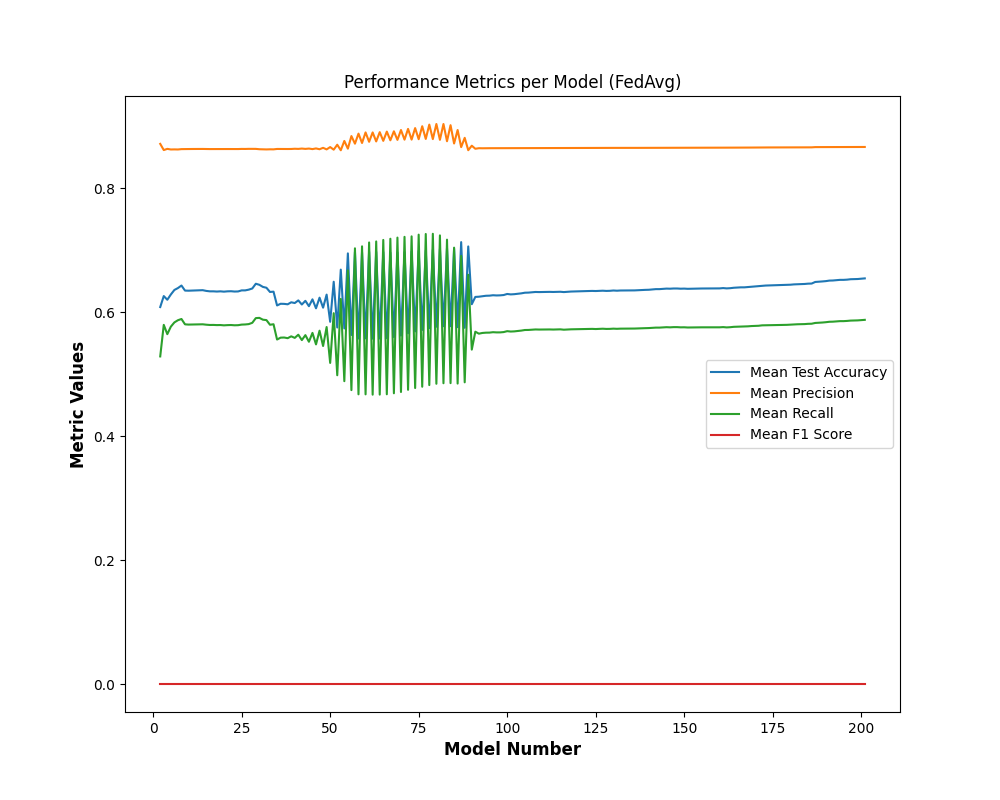 Performance Metrics per Model (FedAvg)
Metric Values
0.8
0.6
0.4
0.2
0.0
Mean Test Accuracy
Mean Precision
Mean Recall
Mean F1 Score
0 25 50 75 100 125 150 175 200
Model Number